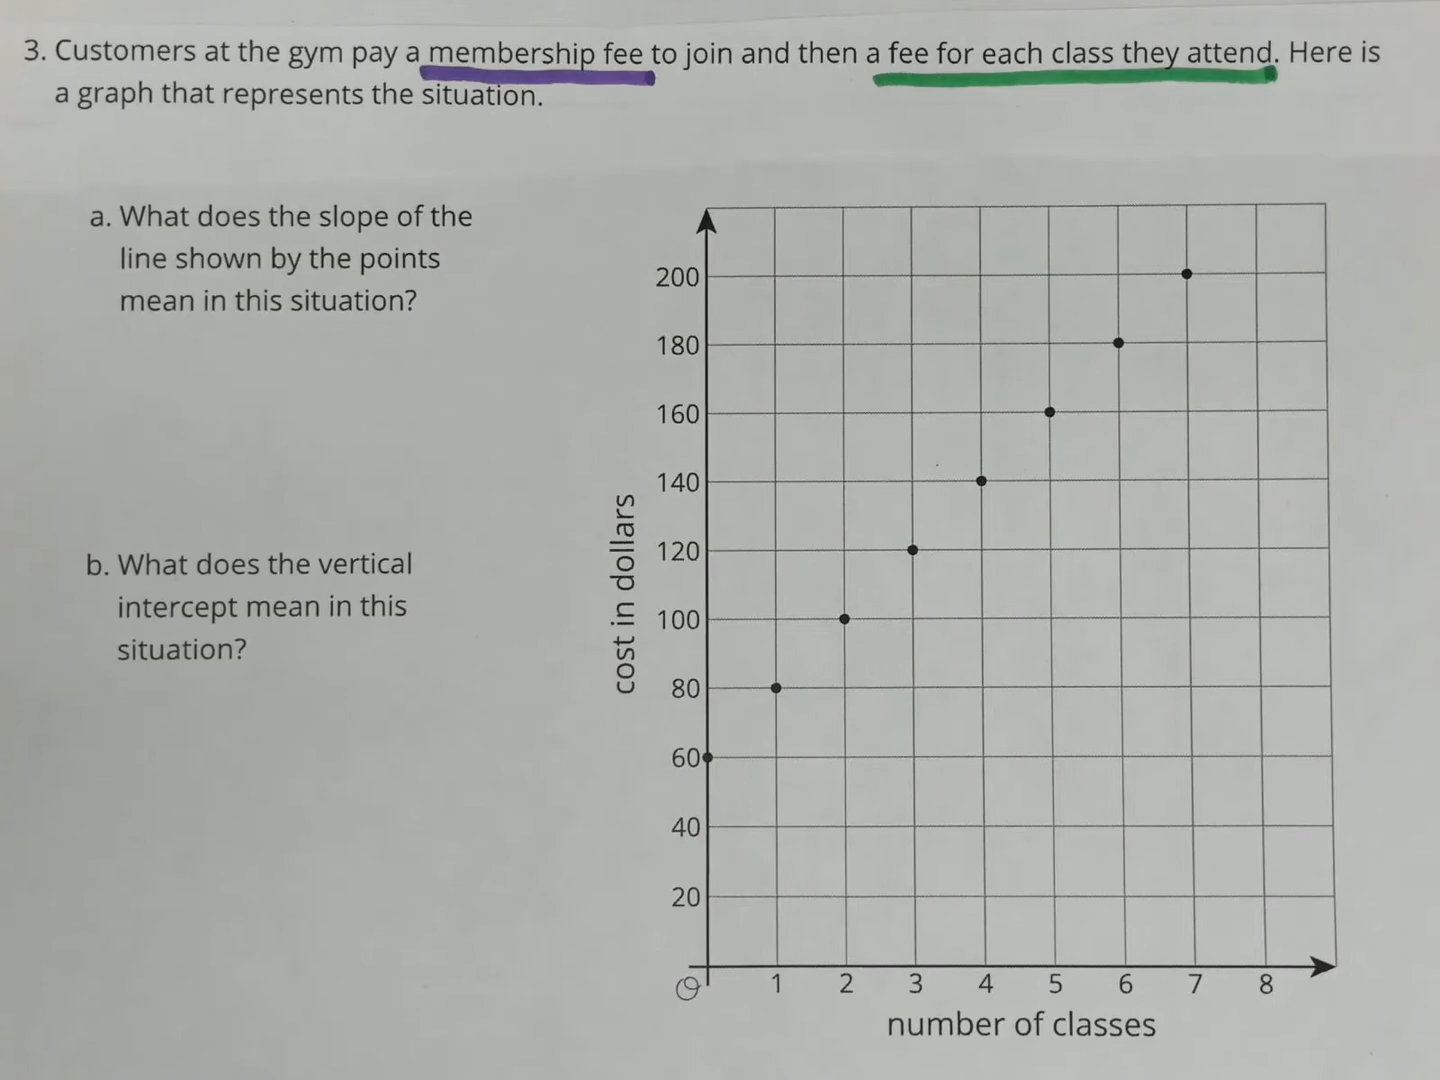 3. Customers at the gym pay a membership fee to join and then a fee for each class they attend. Here is
a graph that represents the situation.
a. What does the slope of the
line shown by the points
mean in this situation?
b. What does the vertical
intercept mean in this
situation?
cost in dollars
200
180
160
140
120
100
80
60
40
20
O
1 2 3 4 5 6 7 8
number of classes